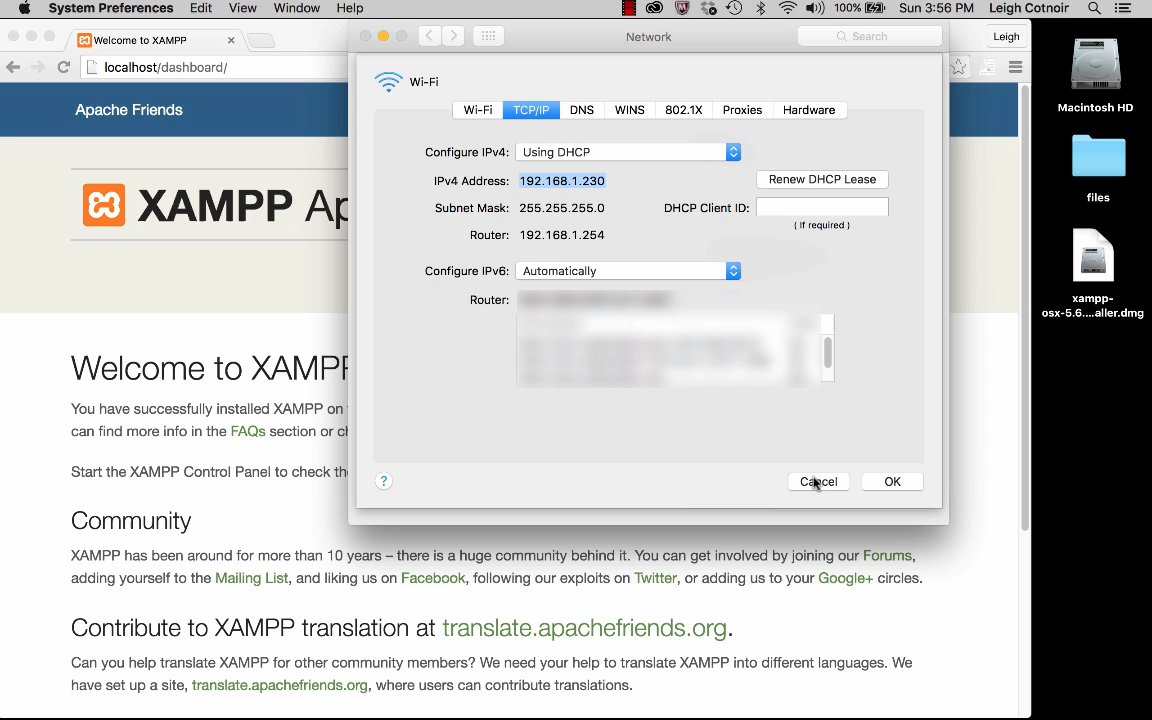 System Preferences Edit View Window Help 100% Sun 3:56 PM Leigh Cotnoir
Welcome to XAMPP
Network
Search
Leigh
localhost/dashboard/
Macintosh HD
Apache Friends
Wi-Fi
Wi-Fi TCP/IP DNS WINS 802.1X Proxies Hardware
Configure IPv4: Using DHCP
IPv4 Address: 192.168.1.230 Renew DHCP Lease
Subnet Mask: 255.255.255.0 DHCP Client ID:
( If required )
Router: 192.168.1.254
Configure IPv6: Automatically
Router:
? Cancel OK
files
xampp-
osx-5.6....aller.dmg
XAMPP Ap
Welcome to XAMPP
You have successfully installed XAMPP on
can find more info in the FAQs section or ch
Start the XAMPP Control Panel to check the
Community
XAMPP has been around for more than 10 years – there is a huge community behind it. You can get involved by joining our Forums,
adding yourself to the Mailing List, and liking us on Facebook, following our exploits on Twitter, or adding us to your Google+ circles.
Contribute to XAMPP translation at translate.apachefriends.org.
Can you help translate XAMPP for other community members? We need your help to translate XAMPP into different languages. We
have set up a site, translate.apachefriends.org, where users can contribute translations.